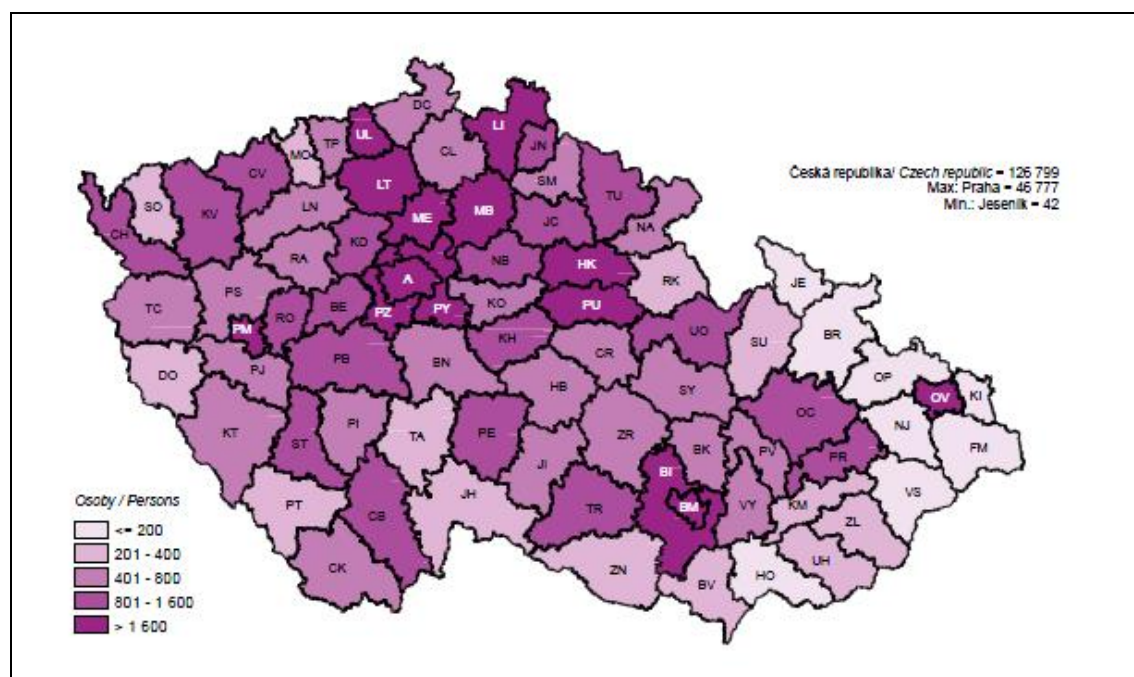 DC
LI
UL
TP
JN
MO
CL
CV
SM
LT
TU
SO
LN
MB
KV
ME
JC
NA
CH
KD
RA
NB
HK
A
RK
JE
PS
KO
TC
BE
PZ
PY
PU
RO
BR
PM
UO
KH
SU
PB
CR
BN
PJ
OP
DO
HB
SY
OV
KI
OC
PI
TA
NJ
KT
ST
PE
ZR
BK
FM
PV
PR
JI
BI
JH
VS
PT
TR
BM
VY
KM
CB
ZL
CK
ZN
HO
UH
BV
Česká republika/ Czech republic = 126 799
Max: Praha = 46 777
Min.: Jeseník = 42
Osoby / Persons
<= 200
201 - 400
401 - 800
801 - 1 600
> 1 600